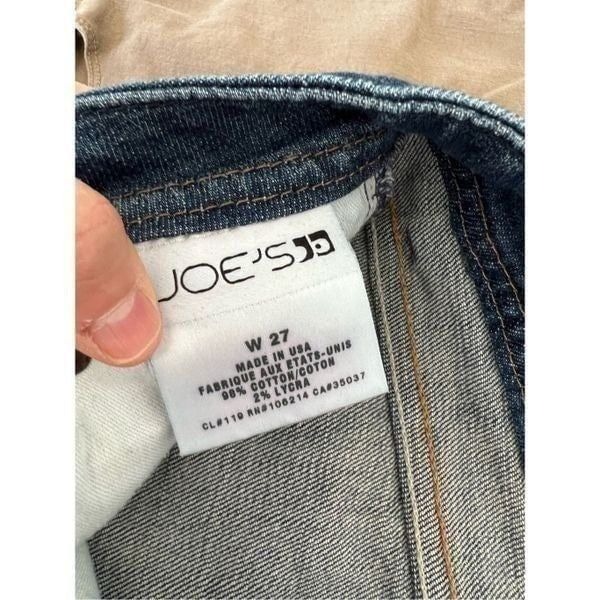 JOE'S
W 27
MADE IN USA
FABRIQUE AUX ETATS-UNIS
98% COTTON/COTON
2% LYCRA
CL#119 RN#106214 CA#35037